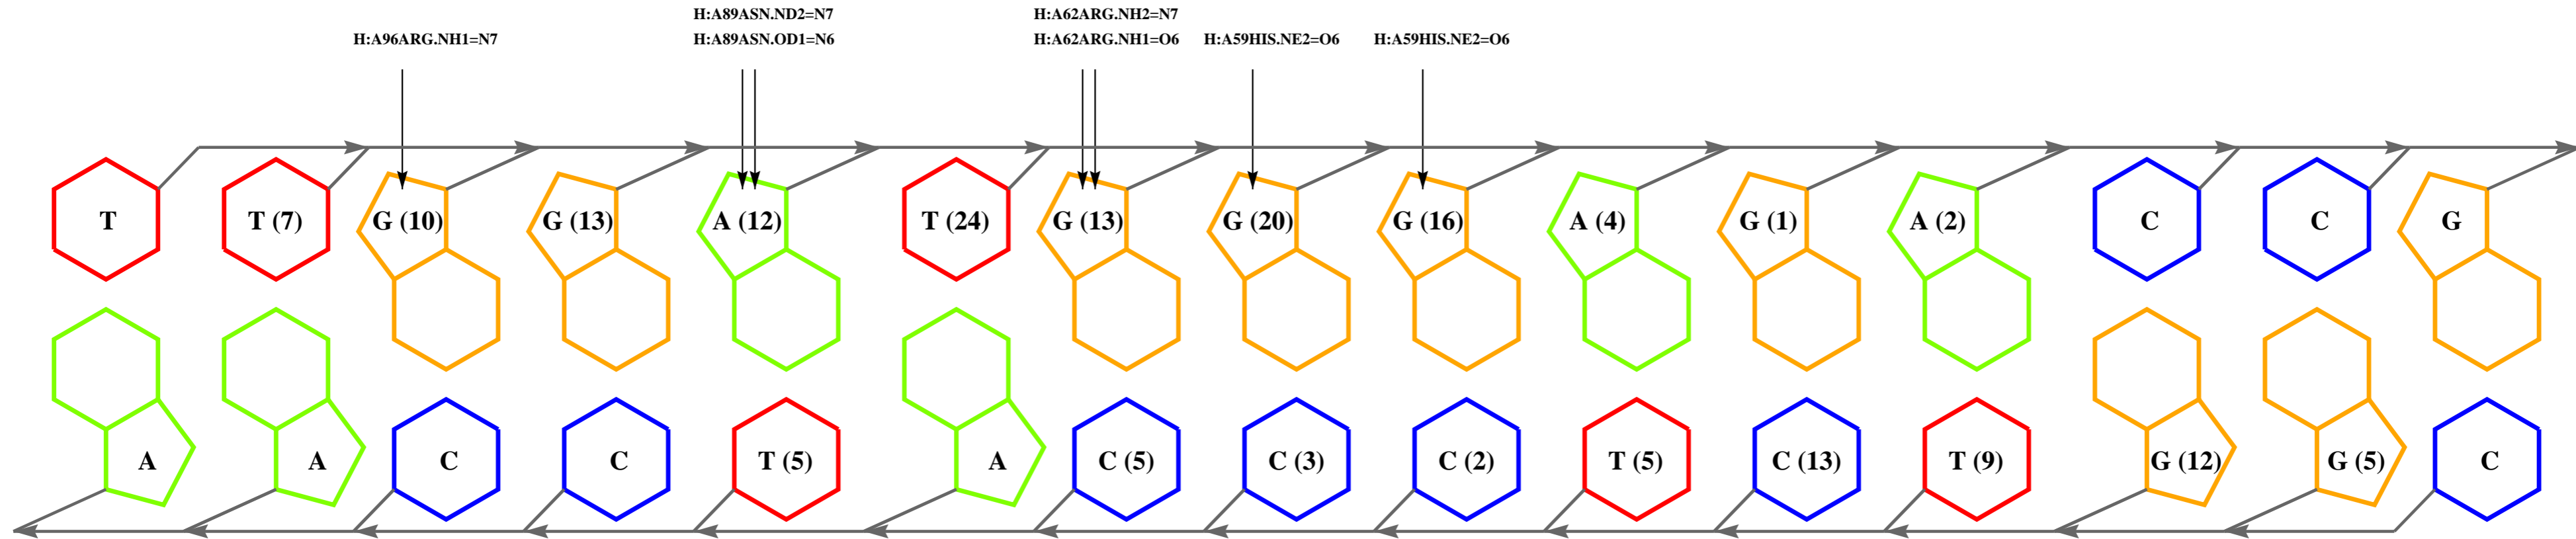 H:A89ASN.ND2=N7 H:A62ARG.NH2=N7
H:A96ARG.NH1=N7 H:A89ASN.OD1=N6 H:A62ARG.NH1=O6 H:A59HIS.NE2=O6 H:A59HIS.NE2=O6
T T (7) G (10) G (13) A (12) T (24) G (13) G (20) G (16) A (4) G (1) A (2) C C G
A A C C T (5) A C (5) C (3) C (2) T (5) C (13) T (9) G (12) G (5) C